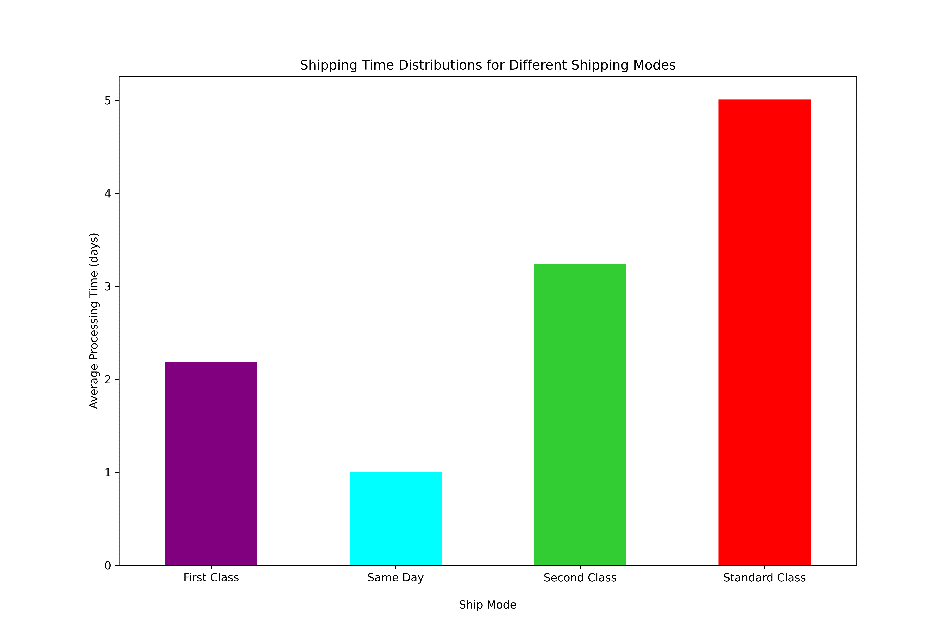 Shipping Time Distributions for Different Shipping Modes
Average Processing Time (days)
5
4
3
2
1
0
First Class
Same Day
Second Class
Standard Class
Ship Mode